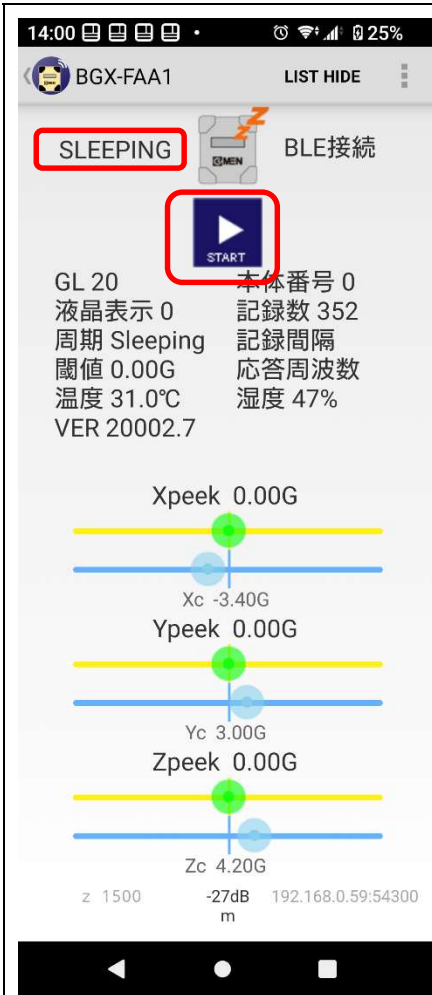 14:00 25%
BGX-FAA1 LIST HIDE
SLEEPING GMEN BLE接続
START
GL 20 本体番号 0
液晶表示 0 記録数 352
周期 Sleeping 記録間隔
閾値 0.00G 応答周波数
温度 31.0℃ 湿度 47%
VER 20002.7
Xpeek 0.00G
Xc -3.40G
Ypeek 0.00G
Yc 3.00G
Zpeek 0.00G
Zc 4.20G
z 1500 -27dB 192.168.0.59:54300
m